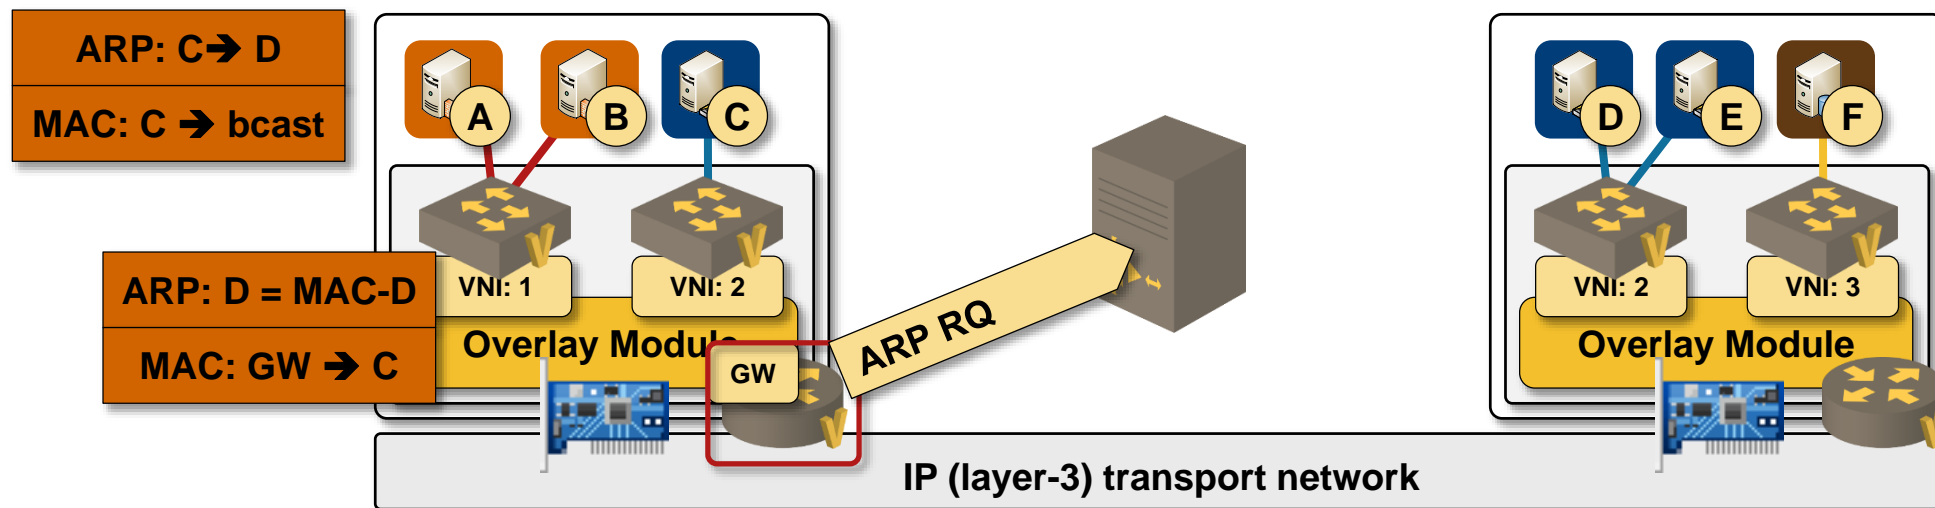 ARP: C➔ D
MAC: C ➔ bcast
A
B
C
D
E
F
ARP: D = MAC-D
MAC: GW ➔ C
VNI: 1
VNI: 2
VNI: 2
VNI: 3
Overlay Module
Overlay Module
GW
ARP RQ
IP (layer-3) transport network